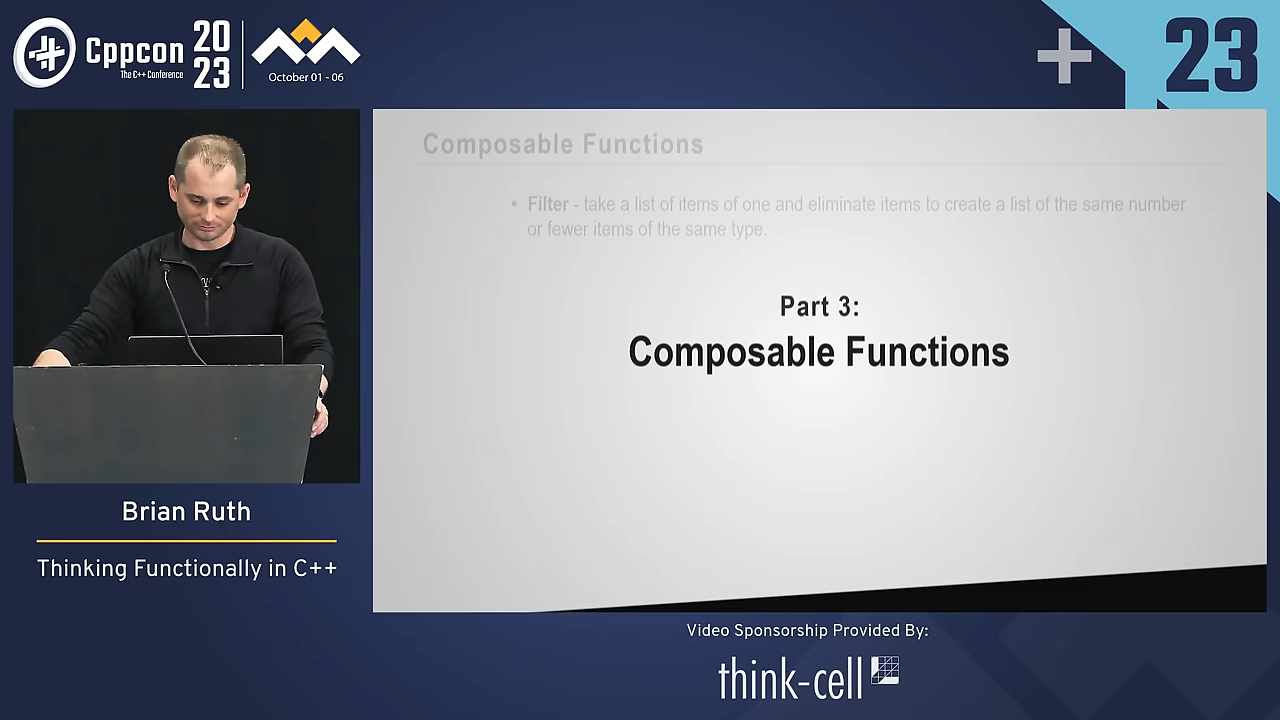 Cppcon
The C++ Conference
20
23
October 01 - 06
23
Composable Functions
• Filter - take a list of items of one and eliminate items to create a list of the same number
or fewer items of the same type.
Part 3:
Composable Functions
Brian Ruth
Thinking Functionally in C++
Video Sponsorship Provided By:
think-cell